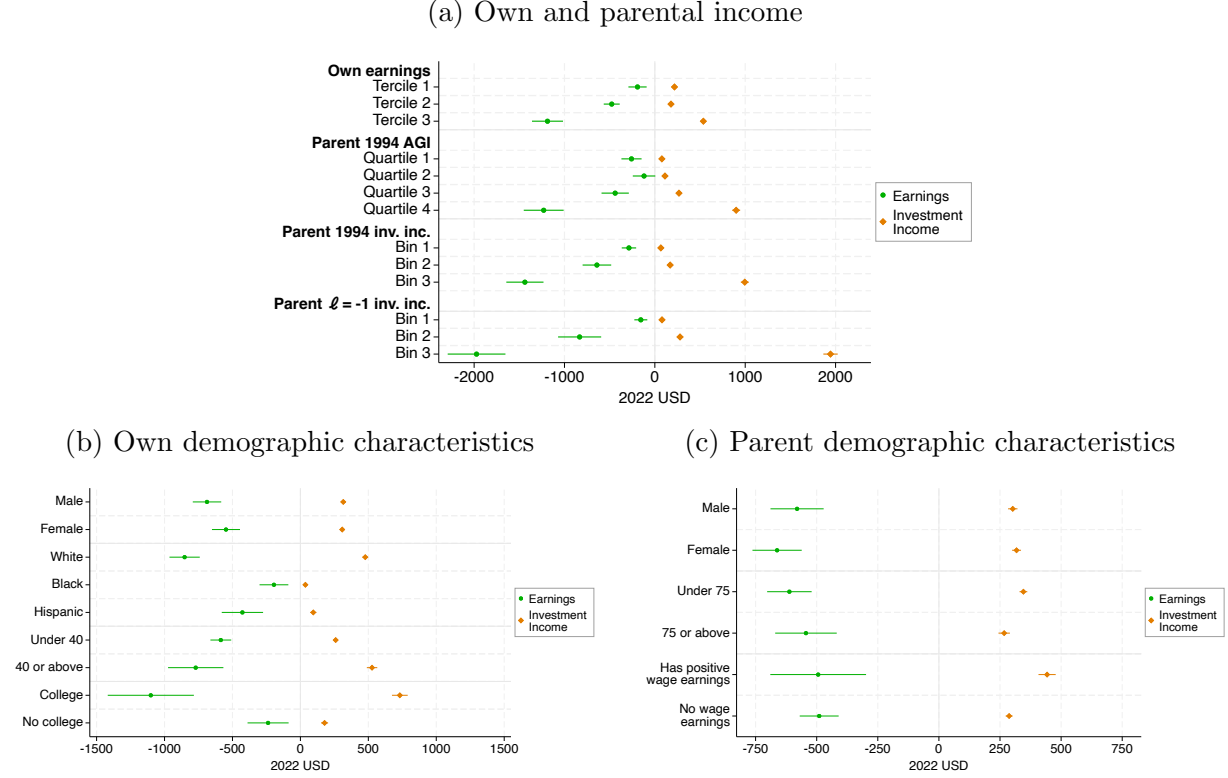 (a) Own and parental income
Own earnings
Tercile 1
Tercile 2
Tercile 3
Parent 1994 AGI
Quartile 1
Quartile 2
Quartile 3
Quartile 4
Parent 1994 inv. inc.
Bin 1
Bin 2
Bin 3
Parent ℓ = -1 inv. inc.
Bin 1
Bin 2
Bin 3
-2000 -1000 0 1000 2000
2022 USD
Earnings
Investment
Income
(b) Own demographic characteristics
Male
Female
White
Black
Hispanic
Under 40
40 or above
College
No college
-1500 -1000 -500 0 500 1000 1500
2022 USD
Earnings
Investment
Income
(c) Parent demographic characteristics
Male
Female
Under 75
75 or above
Has positive
wage earnings
No wage
earnings
-750 -500 -250 0 250 500 750
2022 USD
Earnings
Investment
Income